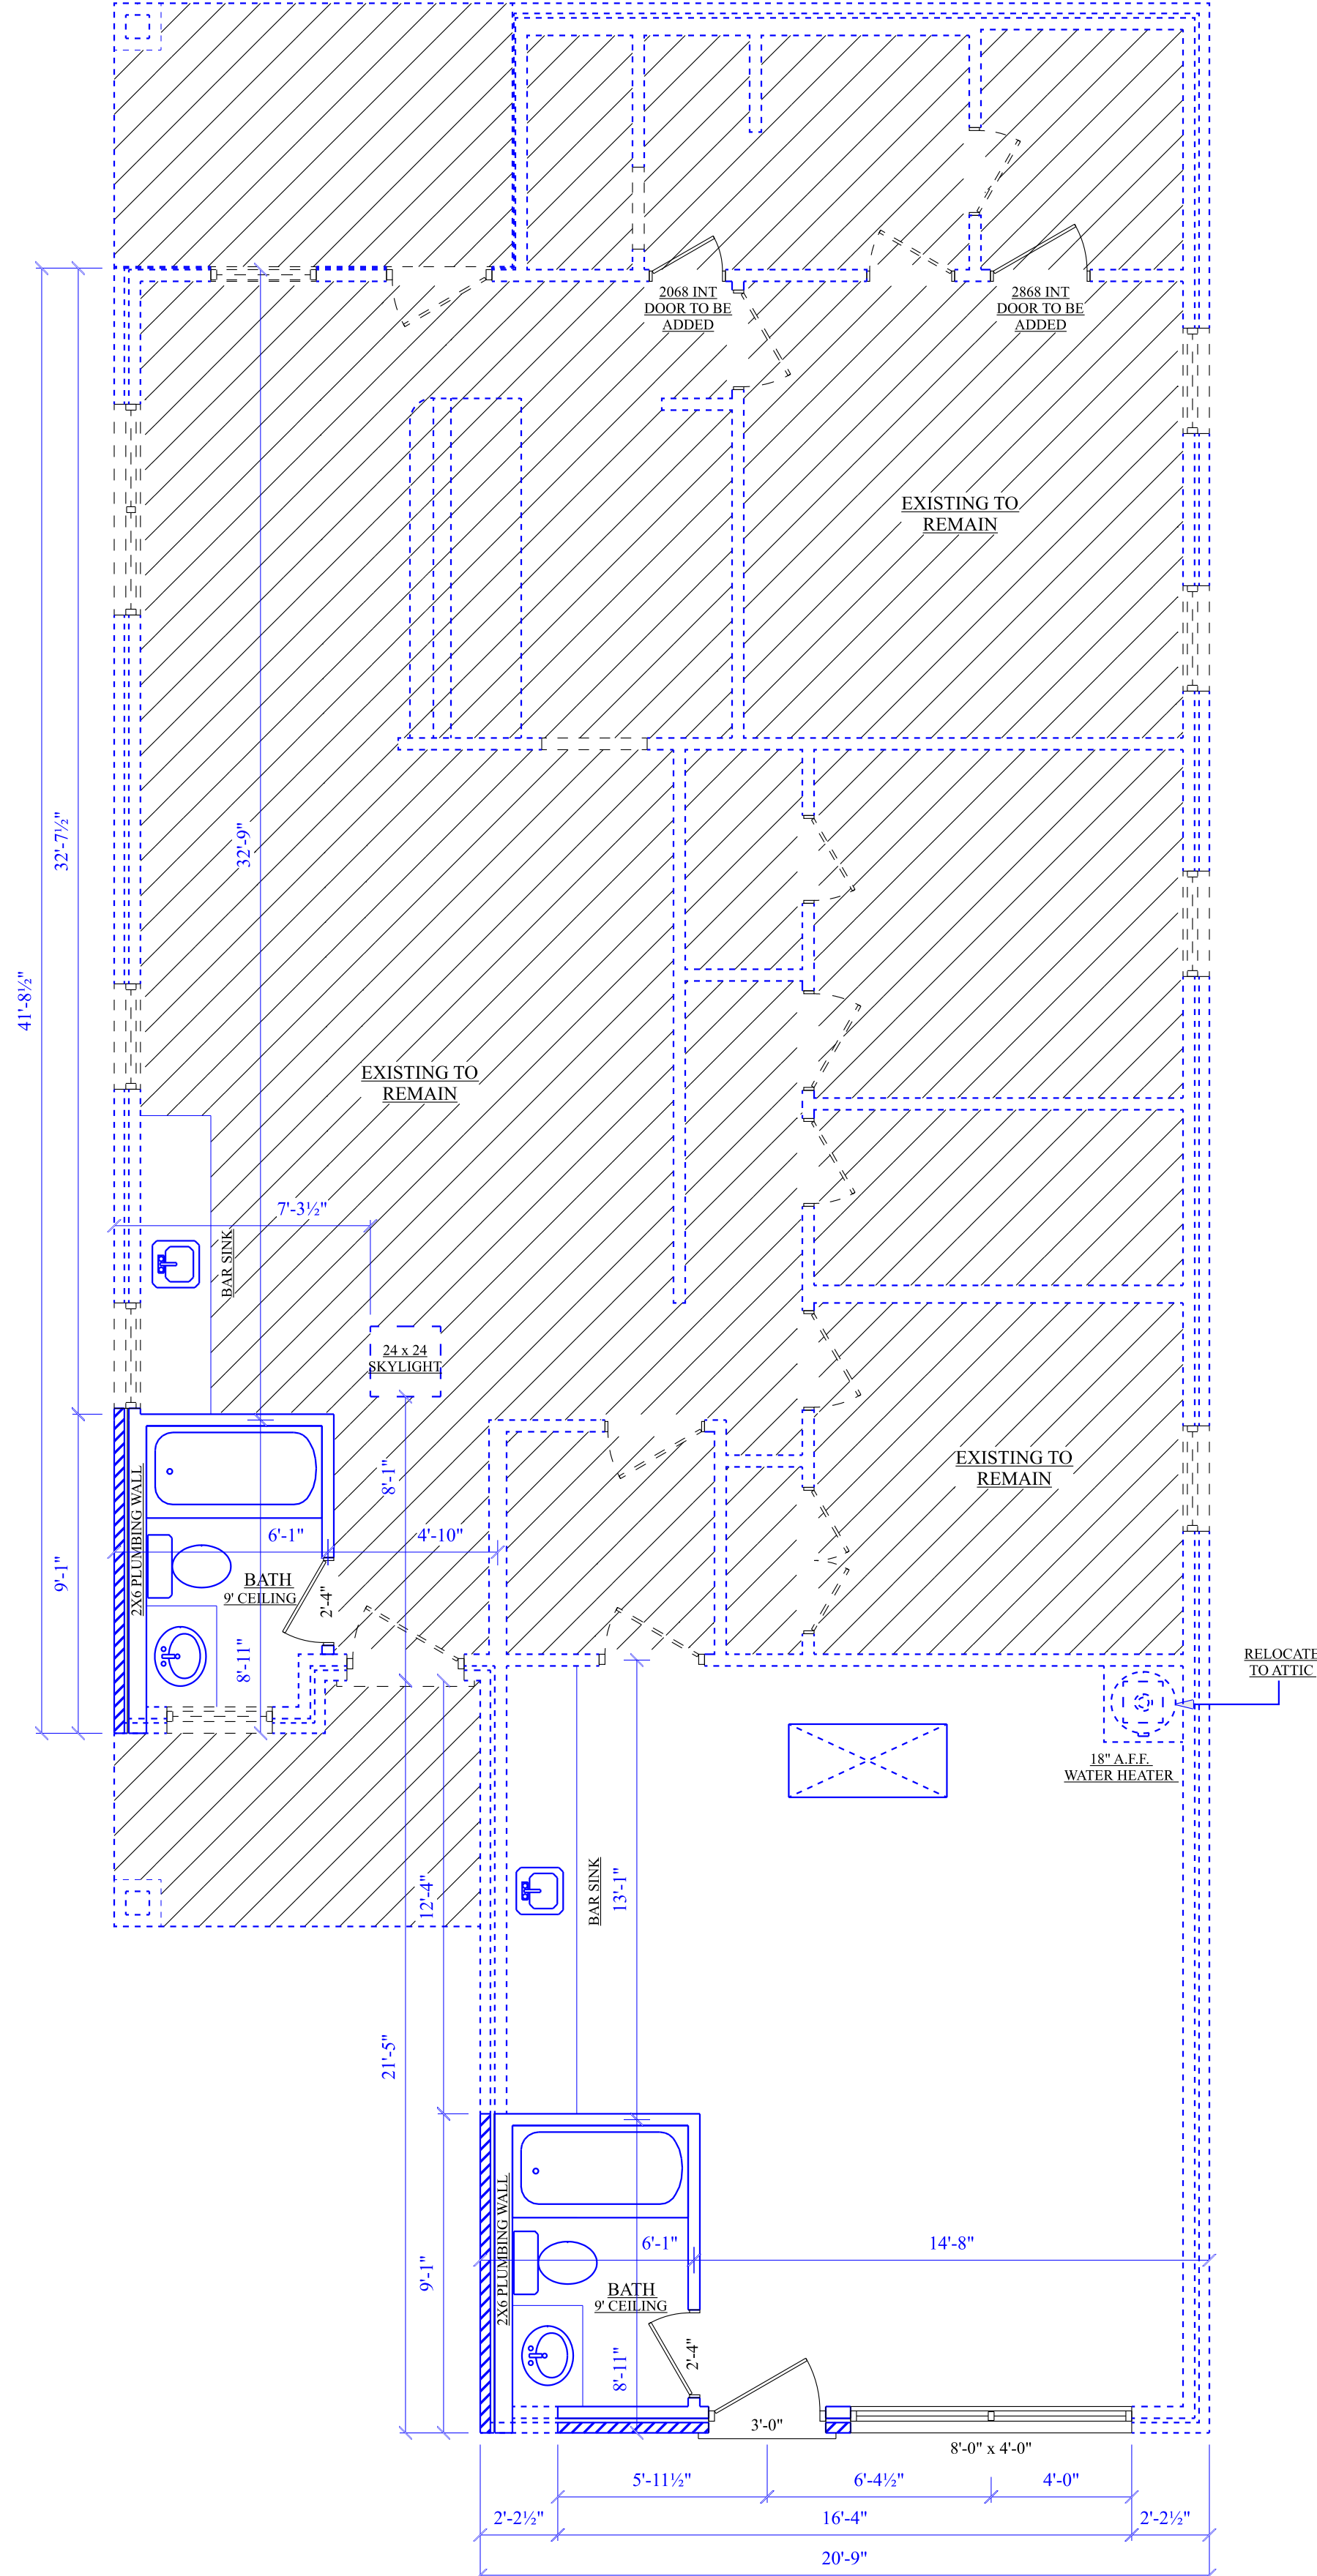 2068 INT
DOOR TO BE
ADDED
2868 INT
DOOR TO BE
ADDED
EXISTING TO
REMAIN
32'-7½"
32'-9"
41'-8½"
EXISTING TO
REMAIN
7'-3½"
BAR SINK
24 x 24
SKYLIGHT
EXISTING TO
REMAIN
8'-1"
2X6 PLUMBING WALL
6'-1"
4'-10"
9'-1"
BATH
9' CEILING
2'-4"
8'-11"
RELOCATE
TO ATTIC
18" A.F.F.
WATER HEATER
12'-4"
BAR SINK
13'-1"
21'-5"
2X6 PLUMBING WALL
6'-1"
14'-8"
9'-1"
BATH
9' CEILING
2'-4"
8'-11"
3'-0"
8'-0" x 4'-0"
5'-11½"
6'-4½"
4'-0"
2'-2½"
16'-4"
2'-2½"
20'-9"